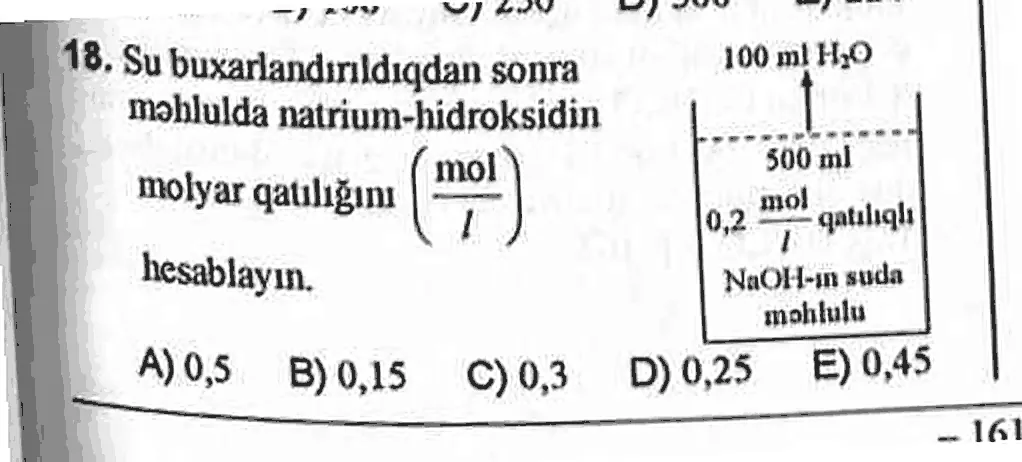 18. Su buxarlandırıldıqdan sonra
məhlulda natrium-hidroksidin
molyar qatılığını (mol/l)
hesablayın.
100 ml H₂O
500 ml
0,2 mol/l qatılıqlı
NaOH-ın suda
məhlulu
A) 0,5 B) 0,15 C) 0,3 D) 0,25 E) 0,45
– 161